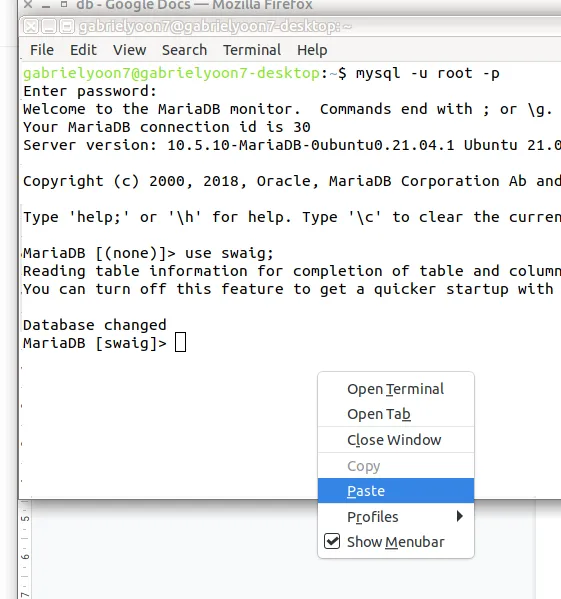 db - Google Docs — Mozilla Firefox
gabrielyoon7@gabrielyoon7-desktop: ~
File Edit View Search Terminal Help
gabrielyoon7@gabrielyoon7-desktop:~$ mysql -u root -p
Enter password:
Welcome to the MariaDB monitor.  Commands end with ; or \g.
Your MariaDB connection id is 30
Server version: 10.5.10-MariaDB-0ubuntu0.21.04.1 Ubuntu 21.0
Copyright (c) 2000, 2018, Oracle, MariaDB Corporation Ab and
Type 'help;' or '\h' for help. Type '\c' to clear the curren
MariaDB [(none)]> use swaig;
Reading table information for completion of table and column
You can turn off this feature to get a quicker startup with
Database changed
MariaDB [swaig]>
Open Terminal
Open Tab
Close Window
Copy
Paste
Profiles
Show Menubar
5
6
7